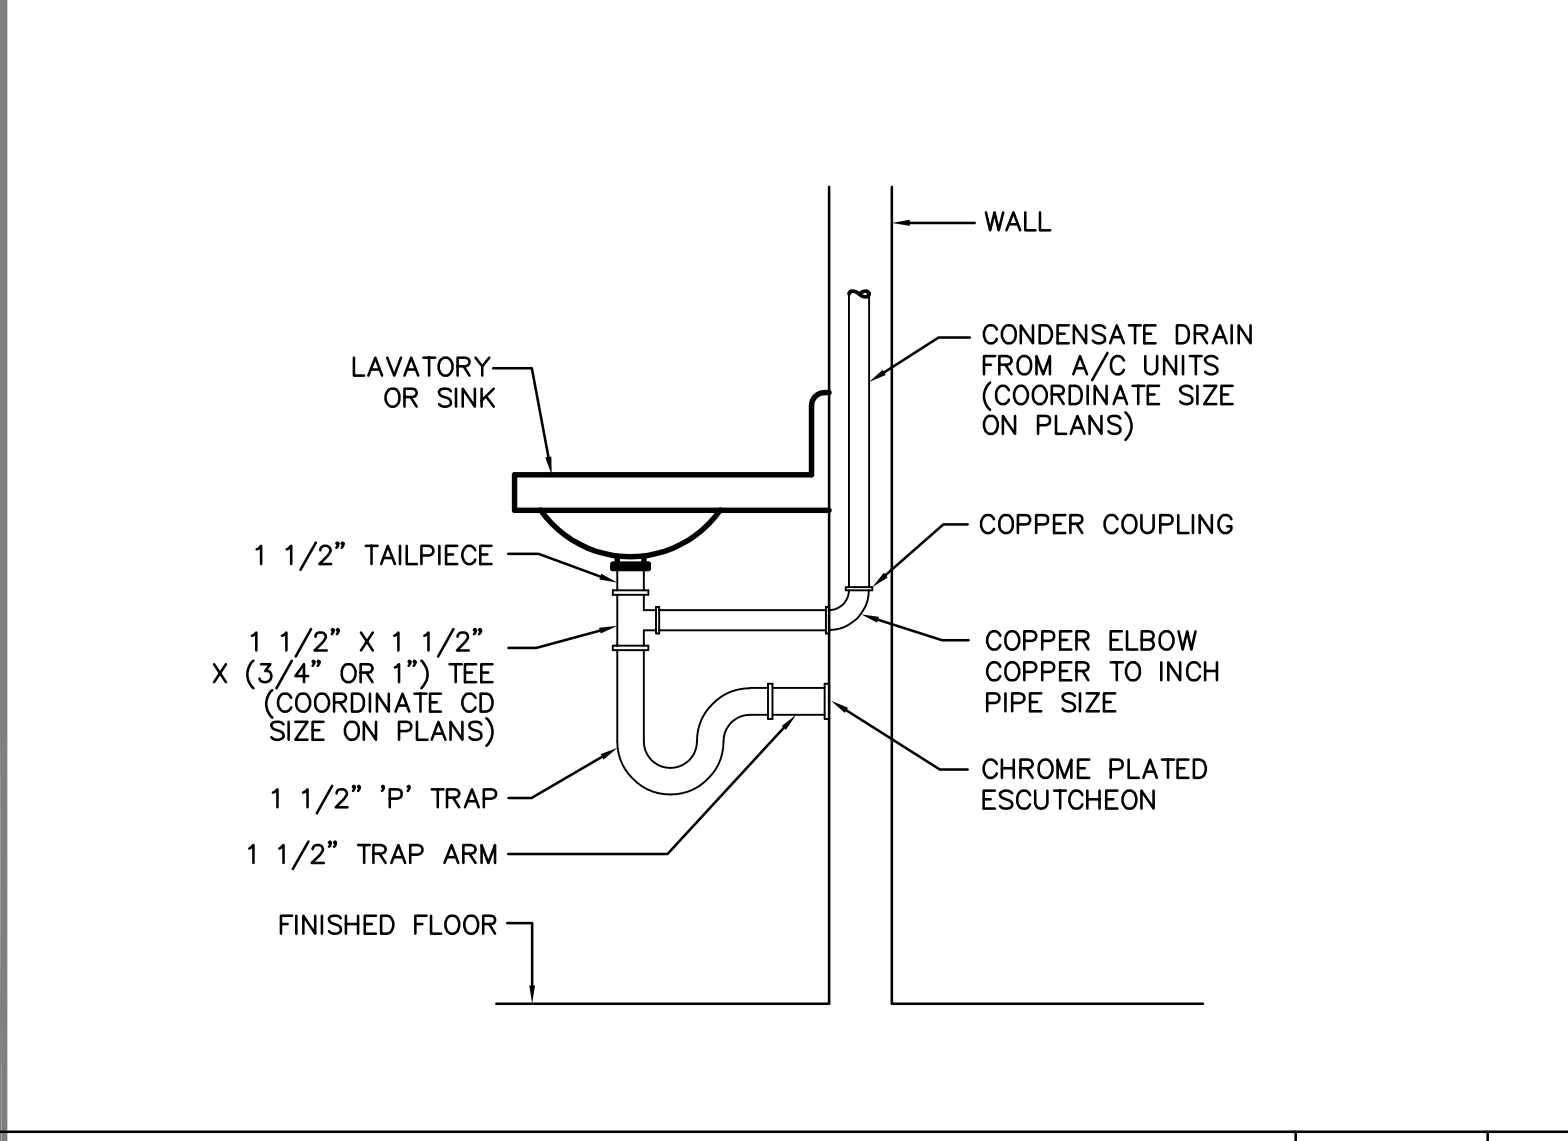 WALL
CONDENSATE DRAIN
FROM A/C UNITS
(COORDINATE SIZE
ON PLANS)
LAVATORY
OR SINK
COPPER COUPLING
1 1/2" TAILPIECE
1 1/2" X 1 1/2"
X (3/4" OR 1") TEE
(COORDINATE CD
SIZE ON PLANS)
COPPER ELBOW
COPPER TO INCH
PIPE SIZE
1 1/2" 'P' TRAP
CHROME PLATED
ESCUTCHEON
1 1/2" TRAP ARM
FINISHED FLOOR